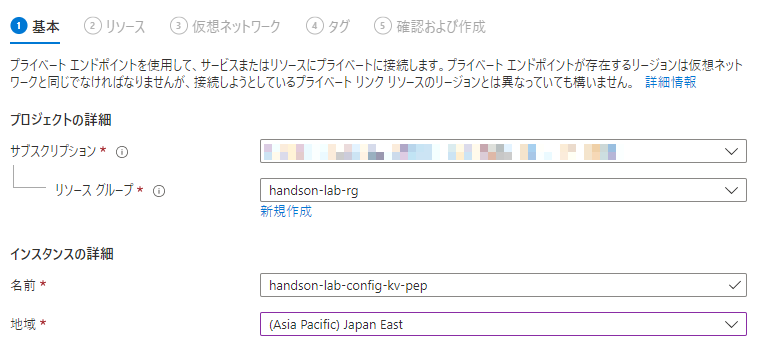 1 基本 2 リソース 3 仮想ネットワーク 4 タグ 5 確認および作成
プライベート エンドポイントを使用して、サービスまたはリソースにプライベートに接続します。プライベート エンドポイントが存在するリージョンは仮想ネット
ワークと同じでなければなりませんが、接続しようとしているプライベート リンク リソースのリージョンとは異なっていても構いません。 詳細情報
プロジェクトの詳細
サブスクリプション *
リソース グループ * handson-lab-rg
新規作成
インスタンスの詳細
名前 * handson-lab-config-kv-pep
地域 * (Asia Pacific) Japan East